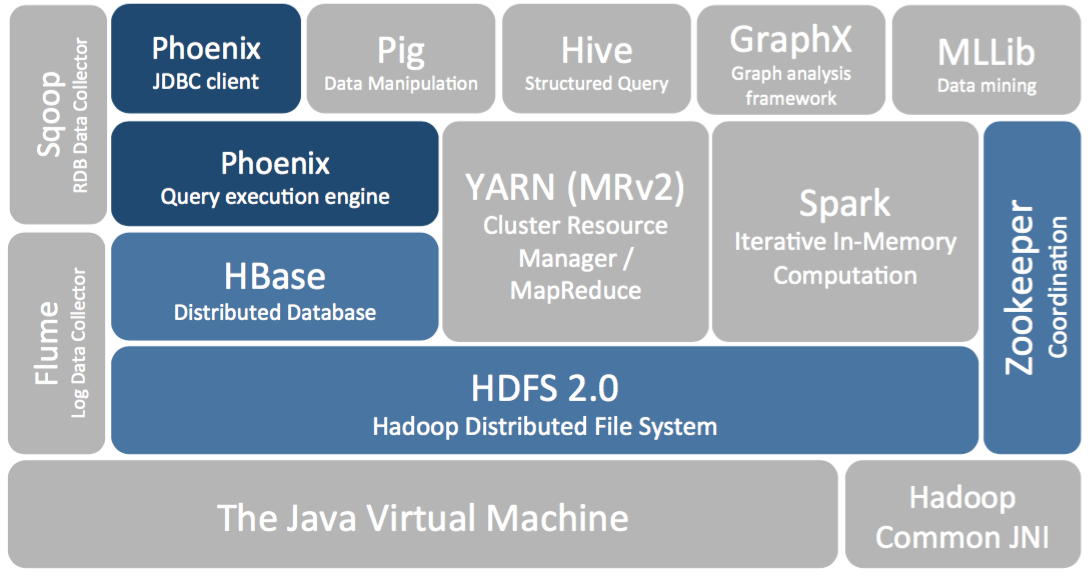 Sqoop
RDB Data Collector
Phoenix
JDBC client
Pig
Data Manipulation
Hive
Structured Query
GraphX
Graph analysis
framework
MLLib
Data mining
Phoenix
Query execution engine
YARN (MRv2)
Cluster Resource
Manager /
MapReduce
Spark
Iterative In-Memory
Computation
Zookeeper
Coordination
Flume
Log Data Collector
HBase
Distributed Database
HDFS 2.0
Hadoop Distributed File System
The Java Virtual Machine
Hadoop
Common JNI